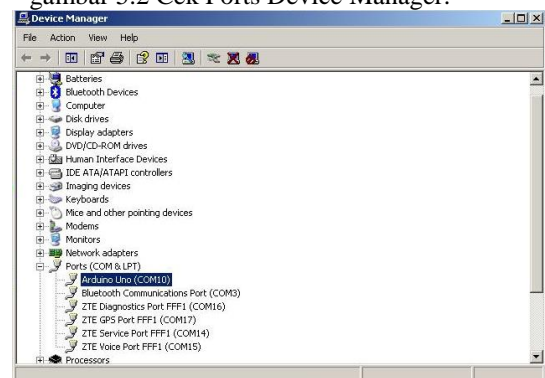 gambar 3.2 Cek Ports Device Manager.
Device Manager
File Action View Help
Batteries
Bluetooth Devices
Computer
Disk drives
Display adapters
DVD/CD-ROM drives
Human Interface Devices
IDE ATA/ATAPI controllers
Imaging devices
Keyboards
Mice and other pointing devices
Modems
Monitors
Network adapters
Ports (COM & LPT)
Arduino Uno (COM10)
Bluetooth Communications Port (COM3)
ZTE Diagnostics Port FFF1 (COM16)
ZTE GPS Port FFF1 (COM17)
ZTE Service Port FFF1 (COM14)
ZTE Voice Port FFF1 (COM15)
Processors